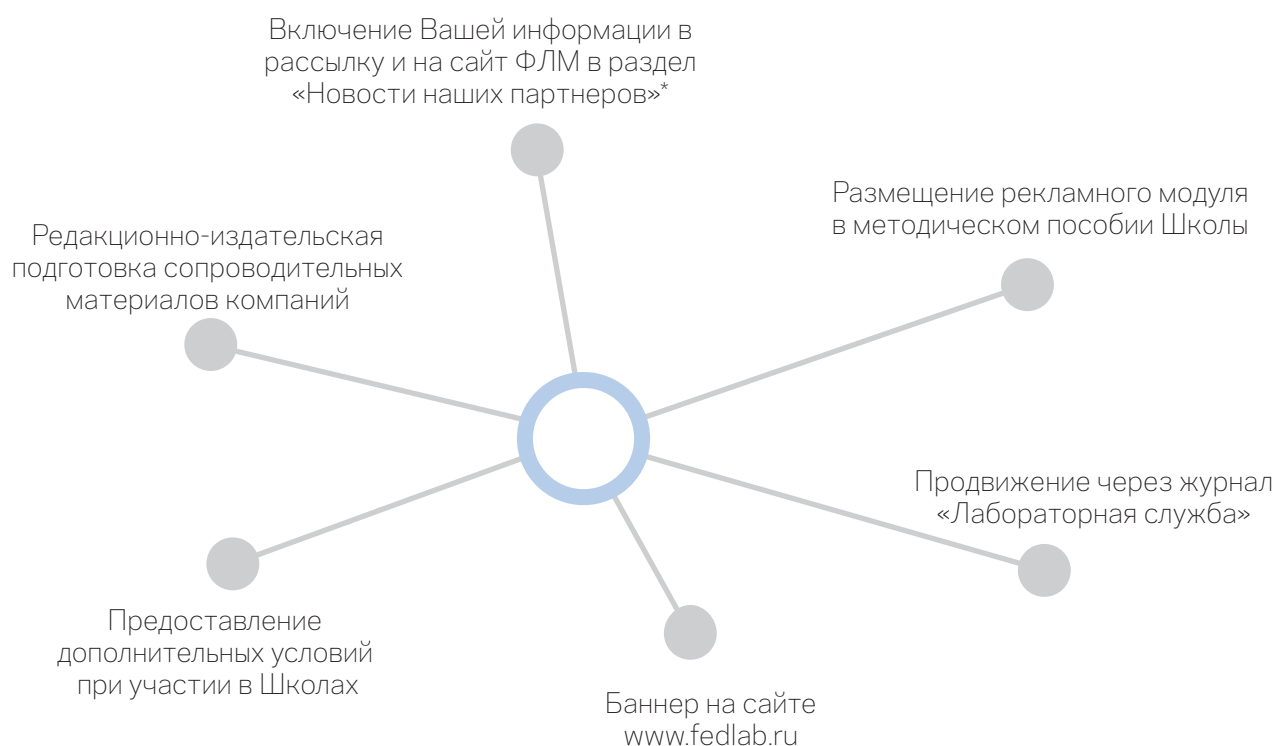 Включение Вашей информации в
рассылку и на сайт ФЛМ в раздел
«Новости наших партнеров»*
Размещение рекламного модуля
в методическом пособии Школы
Редакционно-издательская
подготовка сопроводительных
материалов компаний
Продвижение через журнал
«Лабораторная служба»
Предоставление
дополнительных условий
при участии в Школах
Баннер на сайте
www.fedlab.ru